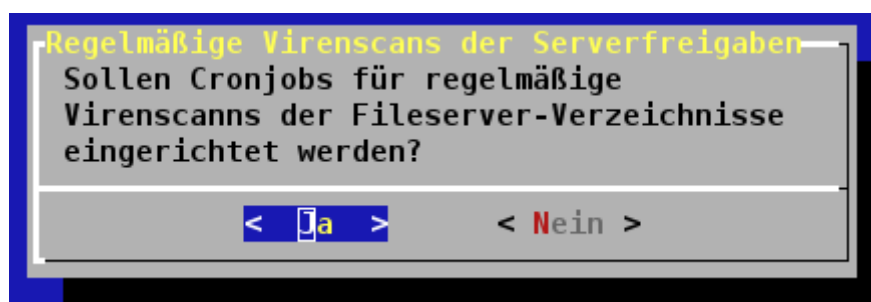 Regelmäßige Virenscans der Serverfreigaben
Sollen Cronjobs für regelmäßige
Virenscanns der Fileserver-Verzeichnisse
eingerichtet werden?
< Ja > < Nein >